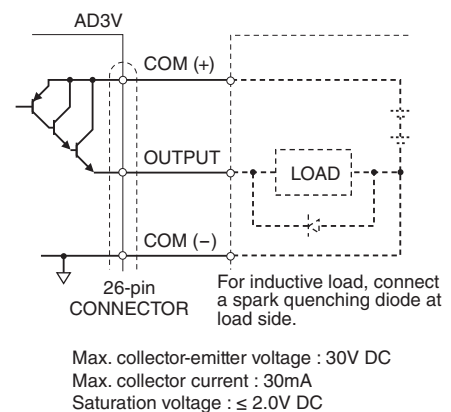 AD3V
COM (+)
OUTPUT
LOAD
COM (−)
26-pin
CONNECTOR
For inductive load, connect
a spark quenching diode at
load side.
Max. collector-emitter voltage : 30V DC
Max. collector current : 30mA
Saturation voltage : ≤ 2.0V DC